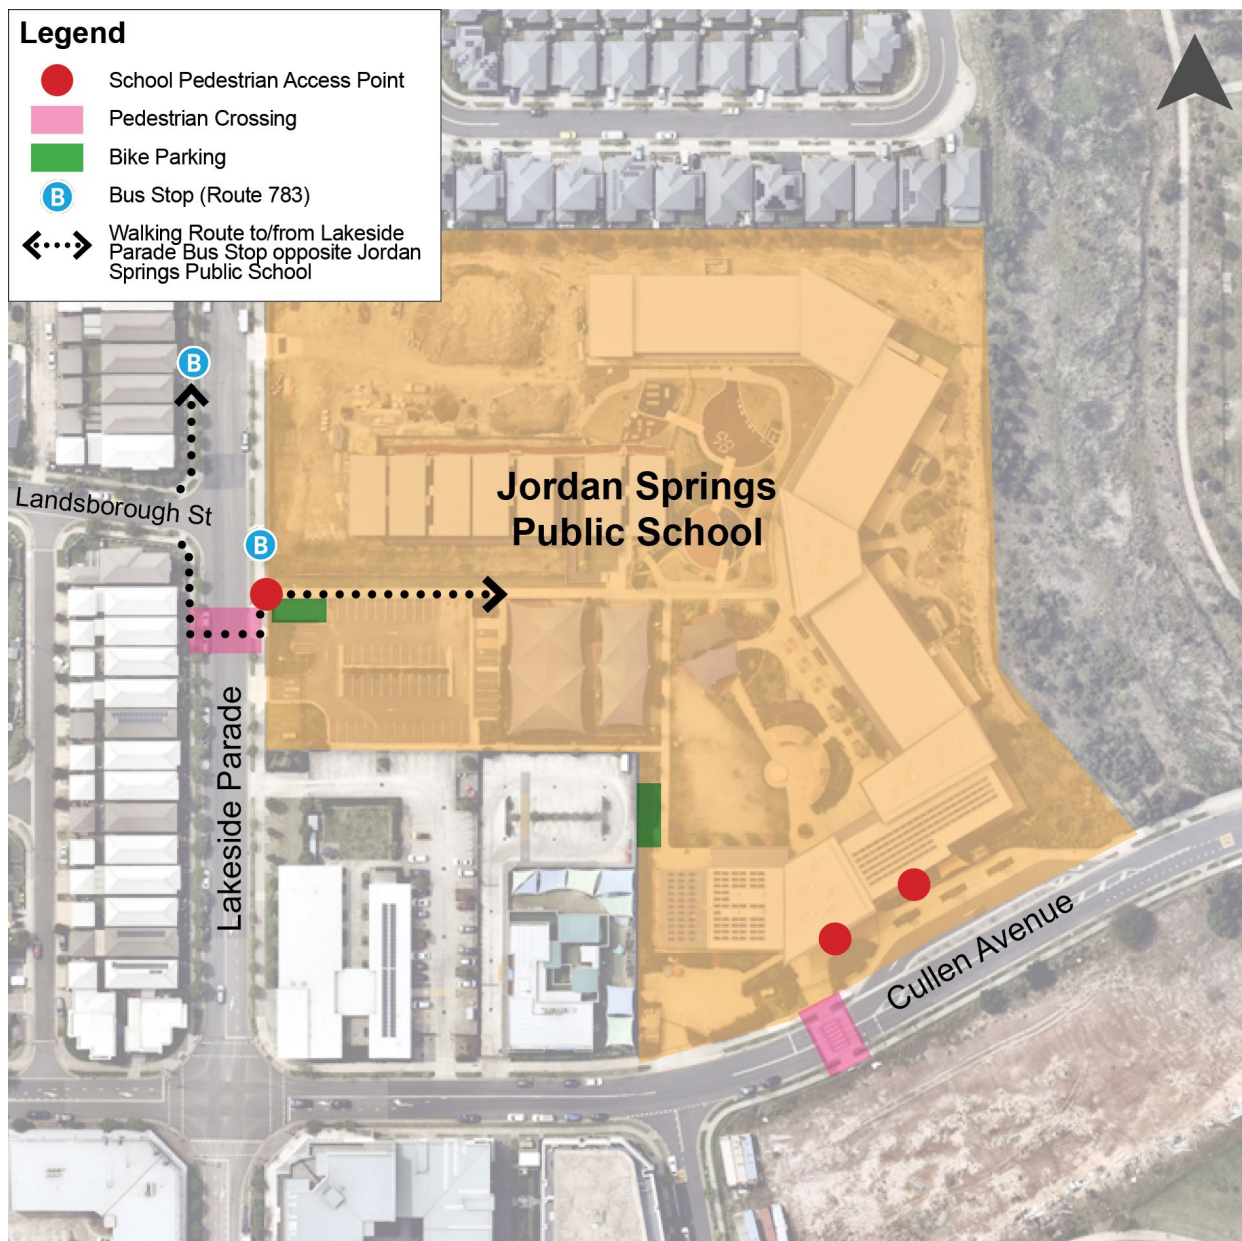 Legend
School Pedestrian Access Point
Pedestrian Crossing
Bike Parking
B
Bus Stop (Route 783)
Walking Route to/from Lakeside
Parade Bus Stop opposite Jordan
Springs Public School
B
Landsborough St
B
Jordan Springs
Public School
Lakeside Parade
Cullen Avenue